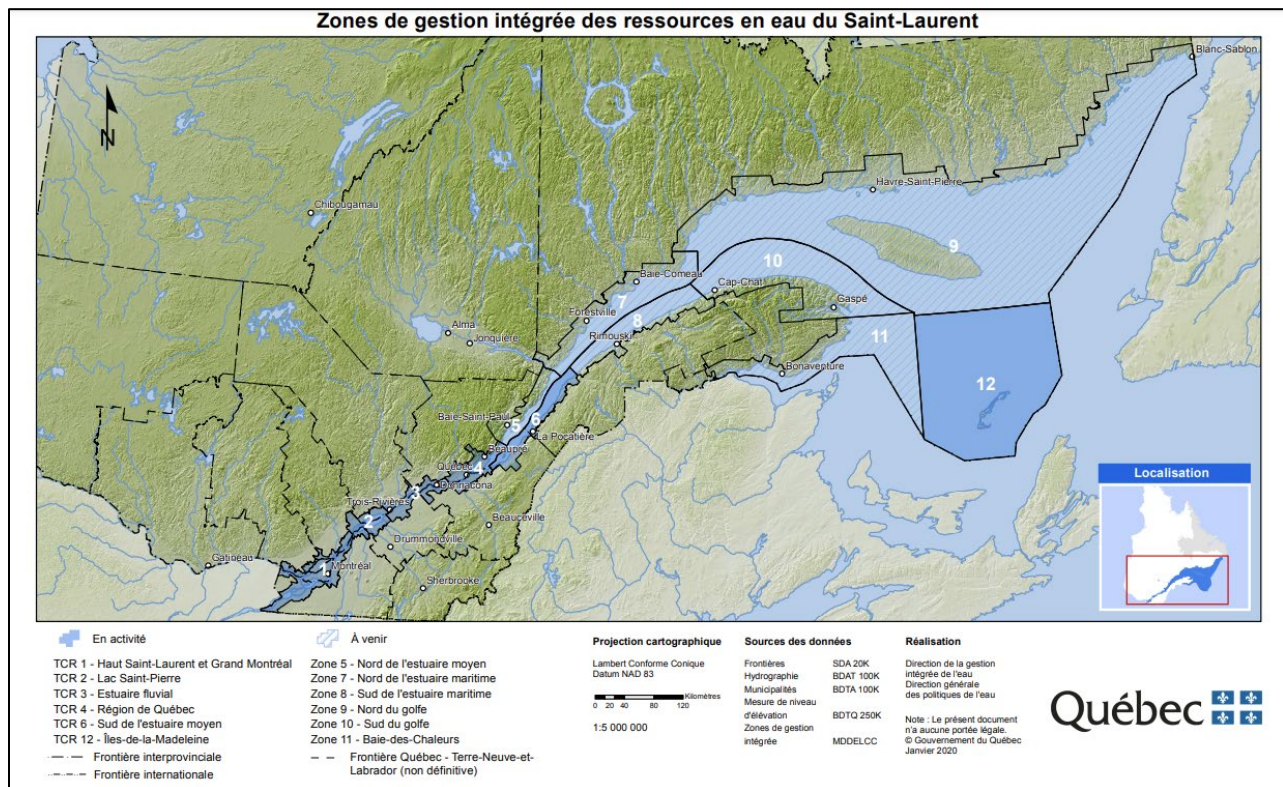 Zones de gestion intégrée des ressources en eau du Saint-Laurent
Blanc-Sablon
N
Havre-Saint-Pierre
Chibougamau
9
10
Baie-Comeau
7
Cap-Chat
Gaspé
Forestville
8
Alma
Rimouski
11
Jonquière
Bonaventure
12
Baie-Saint-Paul
5
6
La Pocatière
Beaupré
Québec
4
Donnacona
3
Trois-Rivières
2
Beauceville
Drummondville
Gatineau
1
Montréal
Sherbrooke
Localisation
En activité
TCR 1 - Haut Saint-Laurent et Grand Montréal
TCR 2 - Lac Saint-Pierre
TCR 3 - Estuaire fluvial
TCR 4 - Région de Québec
TCR 6 - Sud de l'estuaire moyen
TCR 12 - Îles-de-la-Madeleine
Frontière interprovinciale
Frontière internationale
À venir
Zone 5 - Nord de l'estuaire moyen
Zone 7 - Nord de l'estuaire maritime
Zone 8 - Sud de l'estuaire maritime
Zone 9 - Nord du golfe
Zone 10 - Sud du golfe
Zone 11 - Baie-des-Chaleurs
Frontière Québec - Terre-Neuve-et-
Labrador (non définitive)
Projection cartographique
Lambert Conforme Conique
Datum NAD 83
Kilomètres
0 20 40 80 120
1:5 000 000
Sources des données
Frontières SDA 20K
Hydrographie BDAT 100K
Municipalités BDTA 100K
Mesure de niveau
d'élévation BDTQ 250K
Zones de gestion
intégrée MDDELCC
Réalisation
Direction de la gestion
intégrée de l'eau
Direction générale
des politiques de l'eau
Note : Le présent document
n'a aucune portée légale.
© Gouvernement du Québec
Janvier 2020
Québec